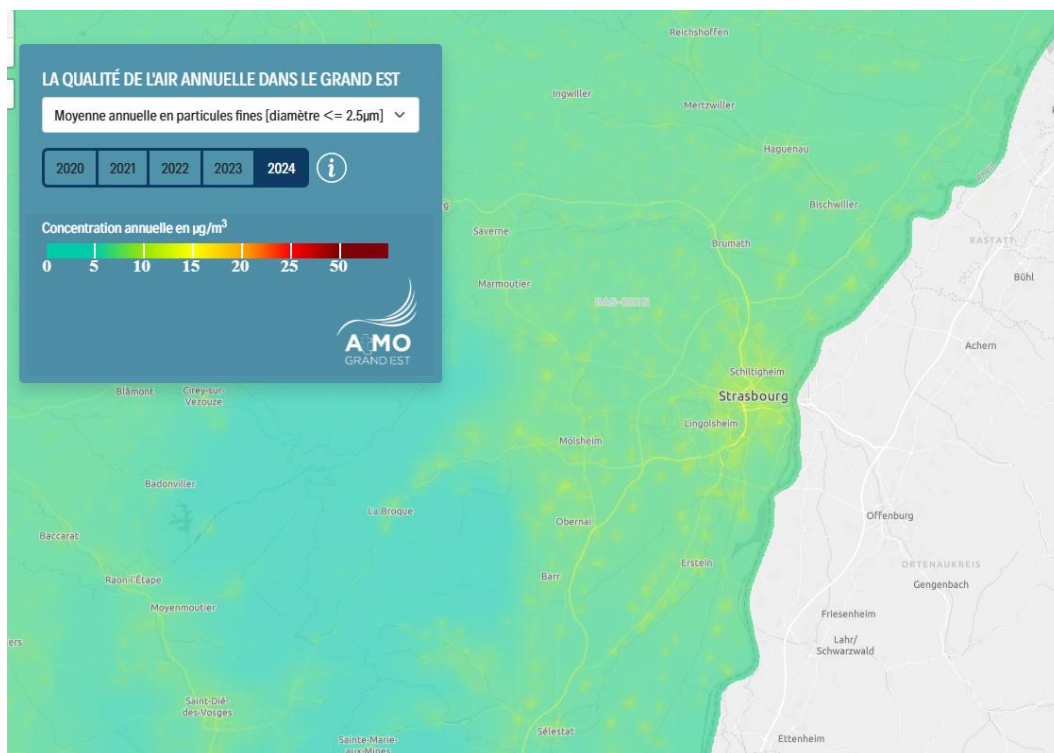 LA QUALITÉ DE L'AIR ANNUELLE DANS LE GRAND EST
Moyenne annuelle en particules fines [diamètre <= 2.5µm]
2020 2021 2022 2023 2024 i
Concentration annuelle en µg/m³
0 5 10 15 20 25 50
ATMO
GRAND EST
Reichshoffen
Ingwiller
Mertzwiller
Haguenau
Bischwiller
Rhein
Saverne
Brumath
RASTATT
Bühl
Marmoutier
BAS-RHIN
Achern
Schiltigheim
Blâmont
Cirey-sur-
Vezouze
Strasbourg
Lingolsheim
Molsheim
Badonviller
La Broque
Obernai
Offenburg
Baccarat
Erstein
ORTENAUKREIS
Raon-l'Étape
Barr
Gengenbach
Moyenmoutier
Friesenheim
Lahr/
Schwarzwald
Saint-Dié-
des-Vosges
Sélestat
Sainte-Marie-
aux-Mines
Ettenheim